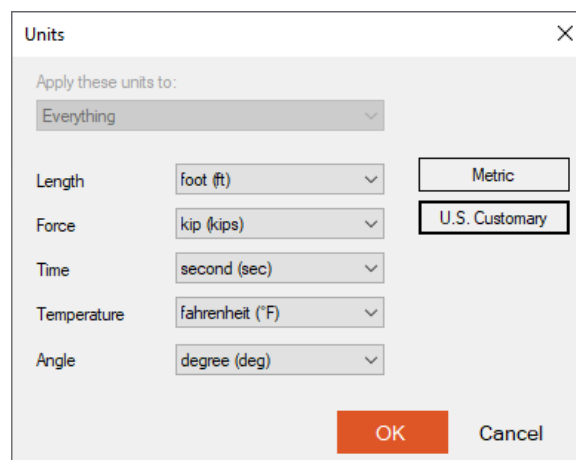 Units
Apply these units to:
Everything
Length foot (ft) Metric
Force kip (kips) U.S. Customary
Time second (sec)
Temperature fahrenheit (°F)
Angle degree (deg)
OK Cancel